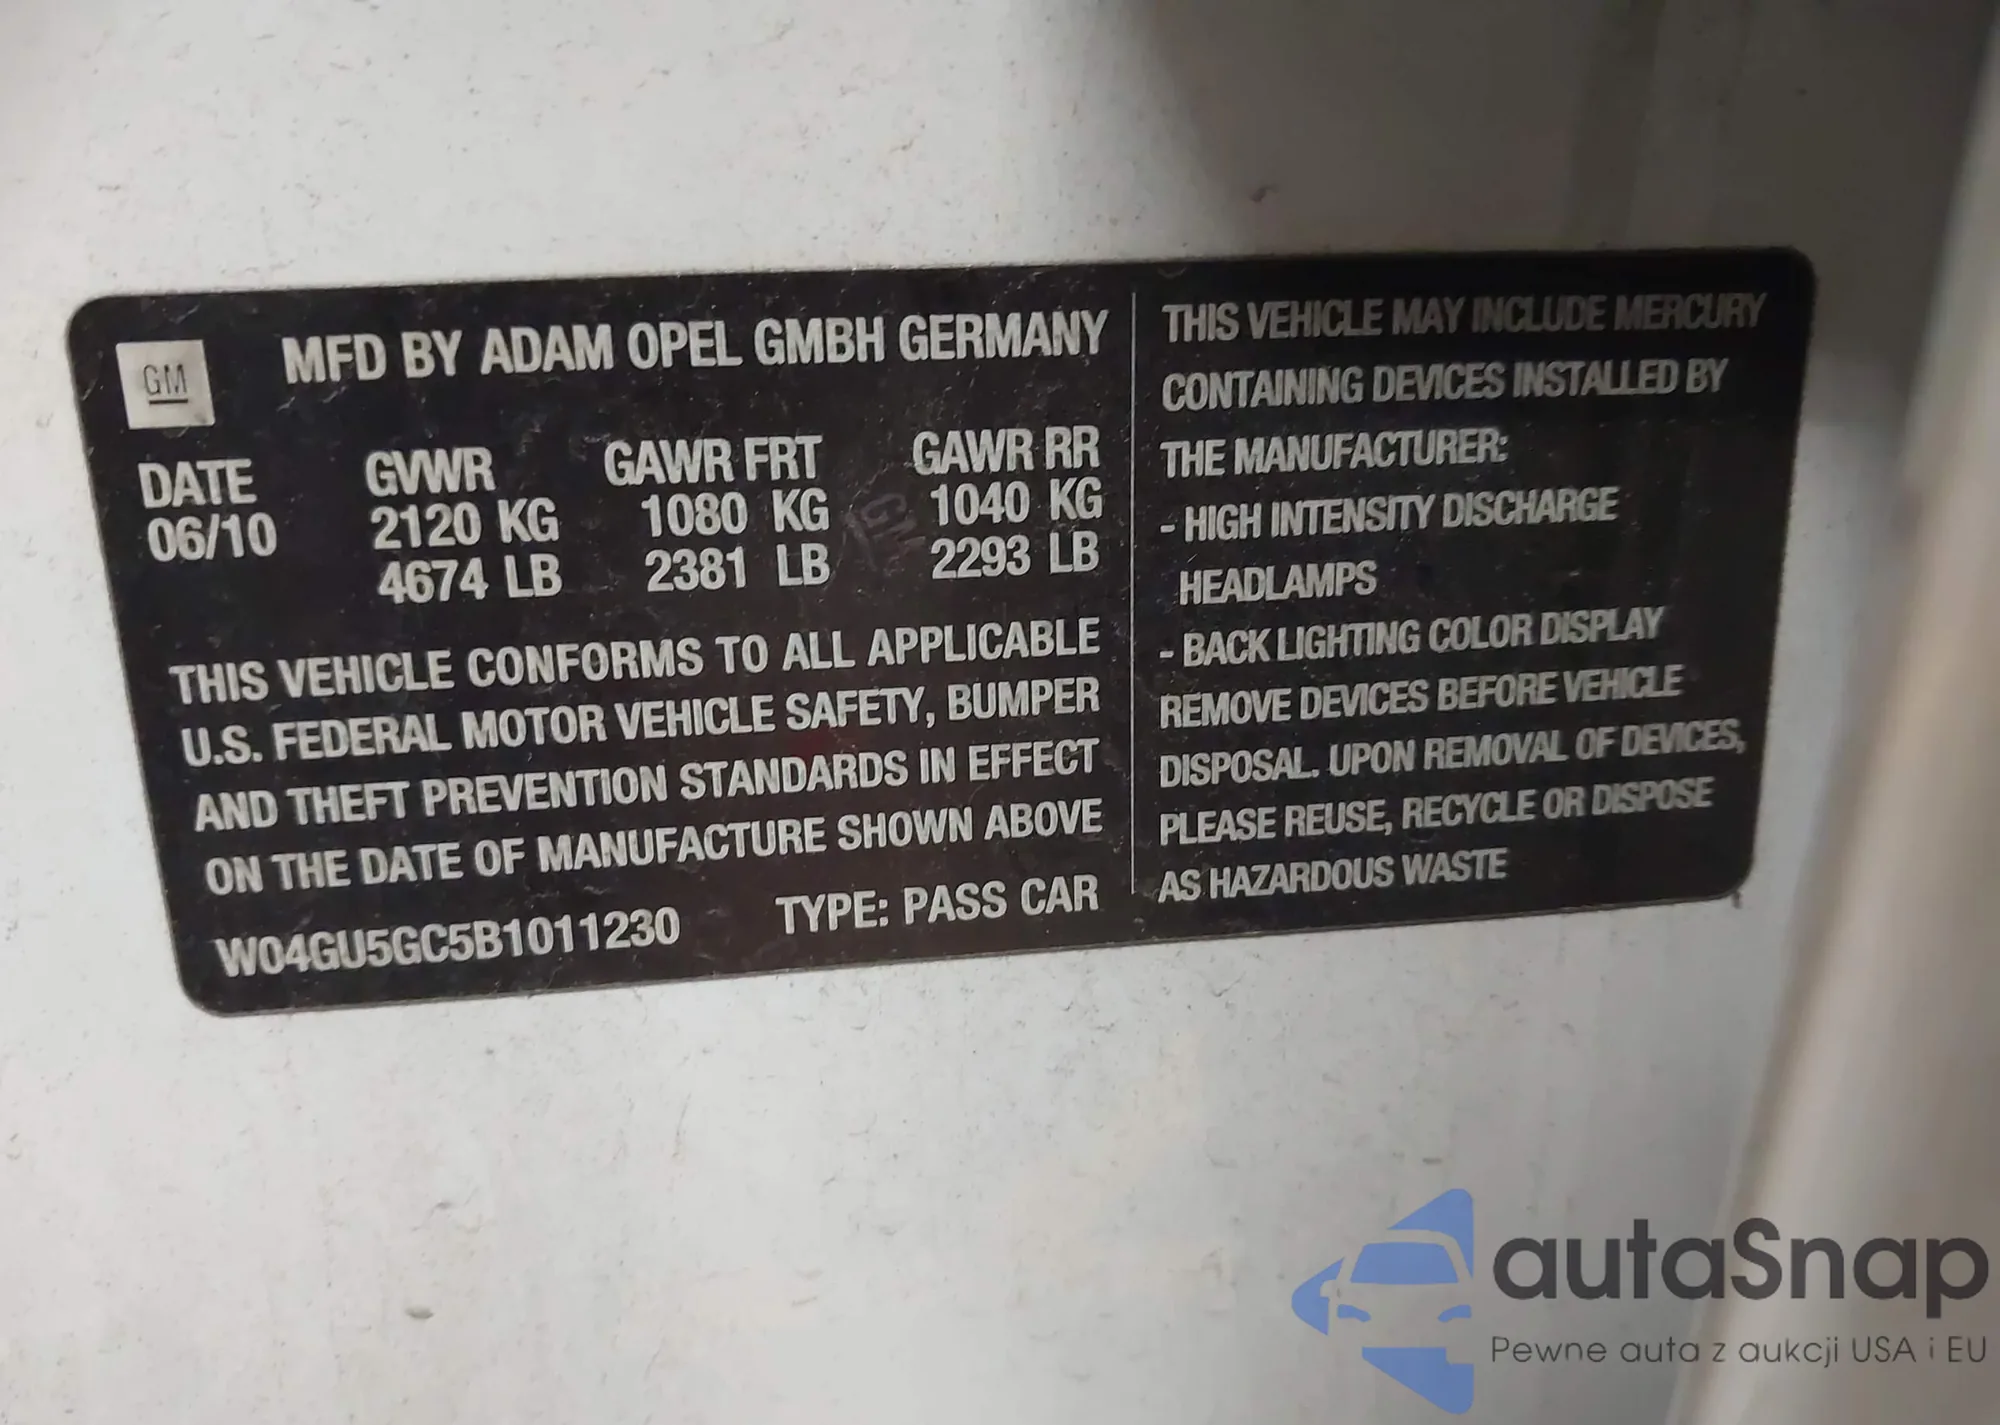 GM
MFD BY ADAM OPEL GMBH GERMANY
DATE GVWR GAWR FRT GAWR RR
06/10 2120 KG 1080 KG 1040 KG
4674 LB 2381 LB 2293 LB
THIS VEHICLE CONFORMS TO ALL APPLICABLE
U.S. FEDERAL MOTOR VEHICLE SAFETY, BUMPER
AND THEFT PREVENTION STANDARDS IN EFFECT
ON THE DATE OF MANUFACTURE SHOWN ABOVE
W04GU5GC5B1011230 TYPE: PASS CAR
THIS VEHICLE MAY INCLUDE MERCURY
CONTAINING DEVICES INSTALLED BY
THE MANUFACTURER:
- HIGH INTENSITY DISCHARGE
HEADLAMPS
- BACK LIGHTING COLOR DISPLAY
REMOVE DEVICES BEFORE VEHICLE
DISPOSAL. UPON REMOVAL OF DEVICES,
PLEASE REUSE, RECYCLE OR DISPOSE
AS HAZARDOUS WASTE
GM
autaSnap
Pewne auta z aukcji USA i EU